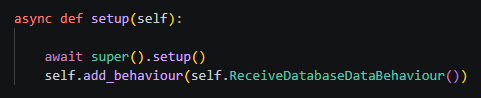 async def setup(self):
await super().setup()
self.add_behaviour(self.ReceiveDatabaseDataBehaviour())